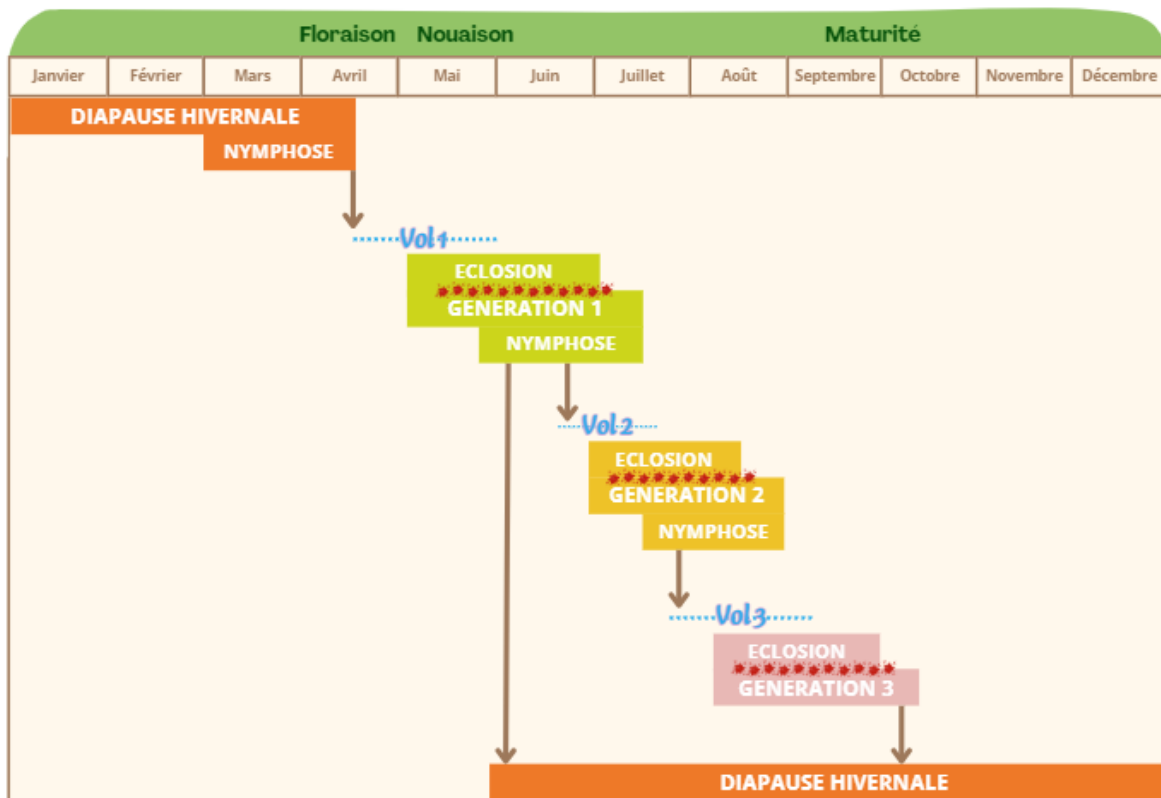 Floraison Nouaison Maturité
Janvier Février Mars Avril Mai Juin Juillet Août Septembre Octobre Novembre Décembre
DIAPAUSE HIVERNALE
NYMPHOSE
Vol 1
ECLOSION
GENERATION 1
NYMPHOSE
Vol 2
ECLOSION
GENERATION 2
NYMPHOSE
Vol 3
ECLOSION
GENERATION 3
DIAPAUSE HIVERNALE